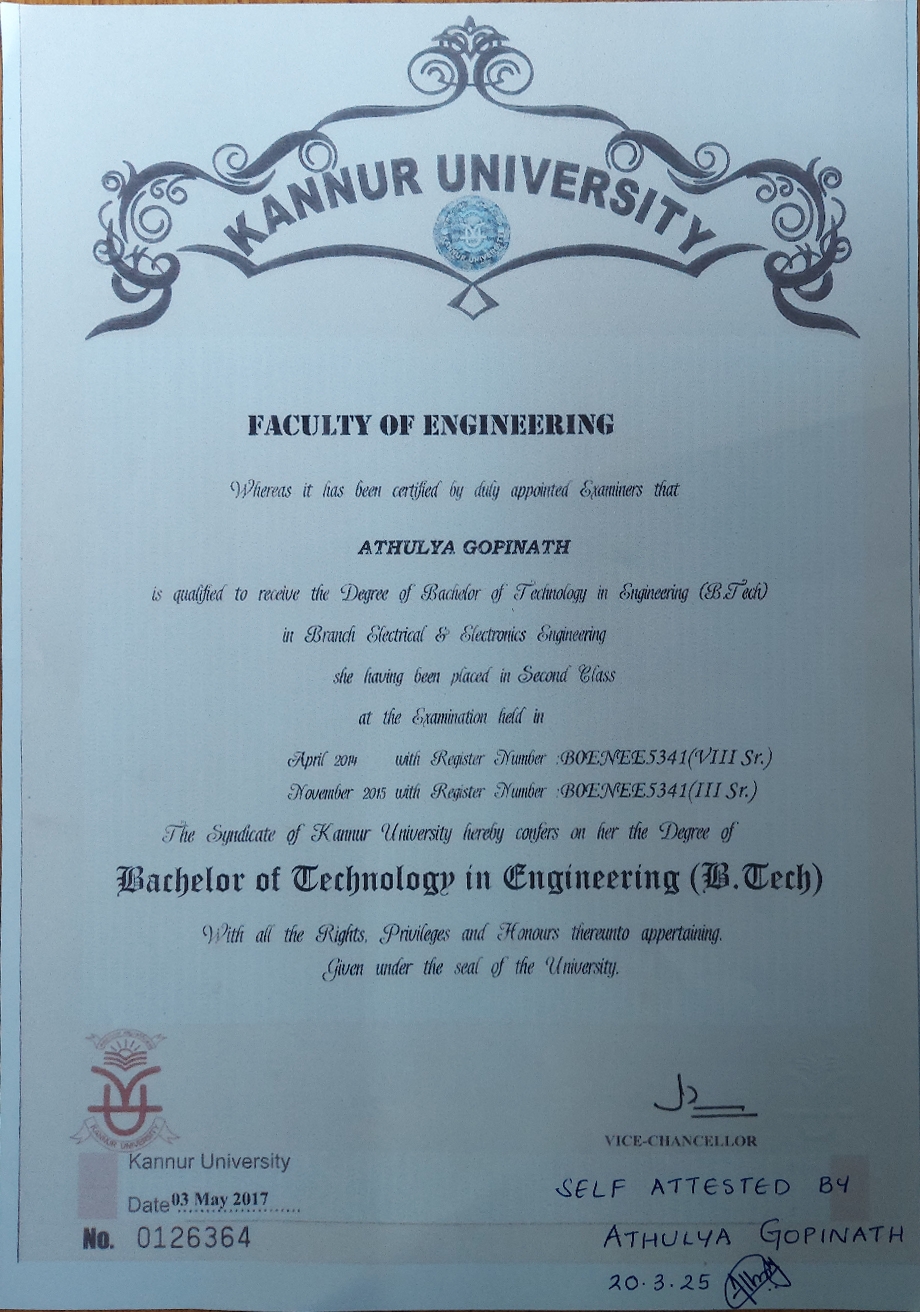 KANNUR UNIVERSITY
KANNUR UNIVERSITY
FACULTY OF ENGINEERING
Whereas it has been certified by duly appointed Examiners that
ATHULYA GOPINATH
is qualified to receive the Degree of Bachelor of Technology in Engineering (B.Tech)
in Branch Electrical & Electronics Engineering
she having been placed in Second Class
at the Examination held in
April 2014 with Register Number :B0ENEE5341(VIII Sr.)
November 2015 with Register Number :B0ENEE5341(III Sr.)
The Syndicate of Kannur University hereby confers on her the Degree of
Bachelor of Technology in Engineering (B.Tech)
With all the Rights, Privileges and Honours thereunto appertaining.
Given under the seal of the University.
KANNUR UNIVERSITY
VICE-CHANCELLOR
Kannur University
Date 03 May 2017
No. 0126364
SELF ATTESTED BY
ATHULYA GOPINATH
20.3.25